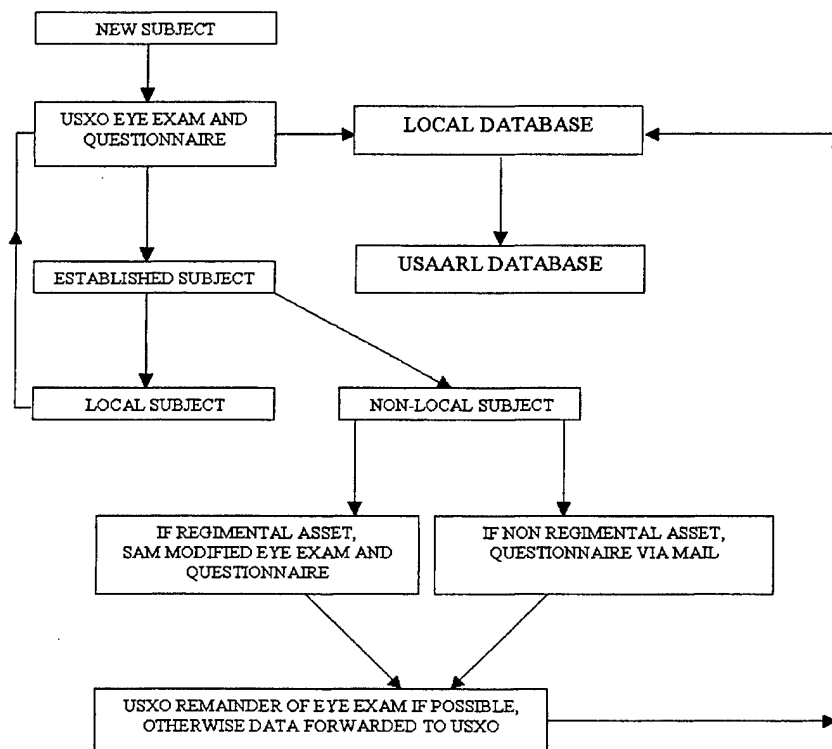 NEW SUBJECT
USXO EYE EXAM AND
QUESTIONNAIRE
LOCAL DATABASE
USAARL DATABASE
ESTABLISHED SUBJECT
LOCAL SUBJECT
NON-LOCAL SUBJECT
IF REGIMENTAL ASSET,
SAM MODIFIED EYE EXAM AND
QUESTIONNAIRE
IF NON REGIMENTAL ASSET,
QUESTIONNAIRE VIA MAIL
USXO REMAINDER OF EYE EXAM IF POSSIBLE,
OTHERWISE DATA FORWARDED TO USXO